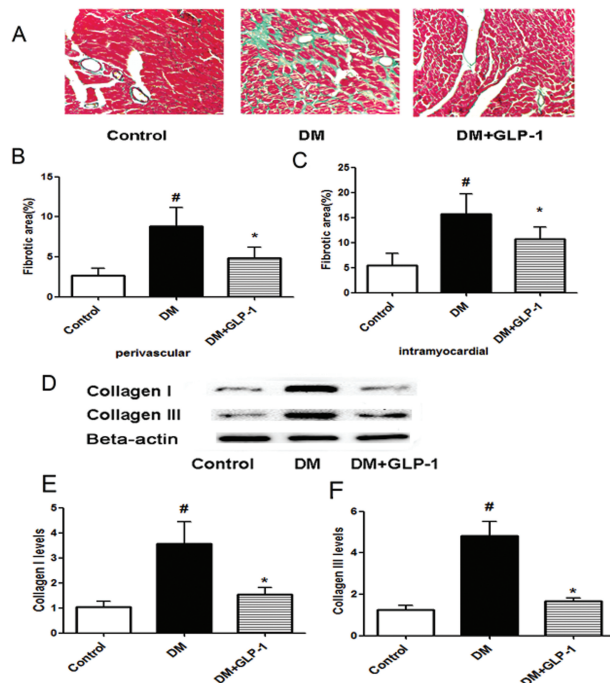 A
Control DM DM+GLP-1
B
Fibrotic area(%)
15
10
5
0
#
*
Control DM DM+GLP-1
perivascular
C
Fibrotic area(%)
25
20
15
10
5
0
#
*
Control DM DM+GLP-1
intramyocardial
D
Collagen I
Collagen III
Beta-actin
Control DM DM+GLP-1
E
Collagen I levels
5
4
3
2
1
0
#
*
Control DM DM+GLP-1
F
Collagen III levels
6
4
2
0
#
*
Control DM DM+GLP-1